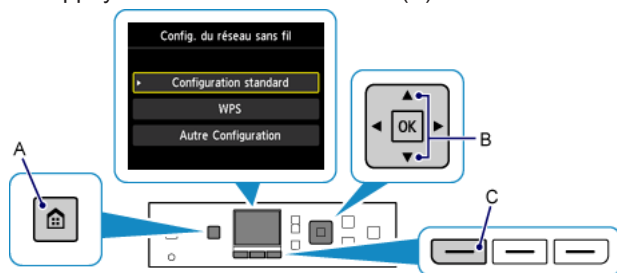 Config. du réseau sans fil
Configuration standard
WPS
Autre Configuration
A
OK
B
C